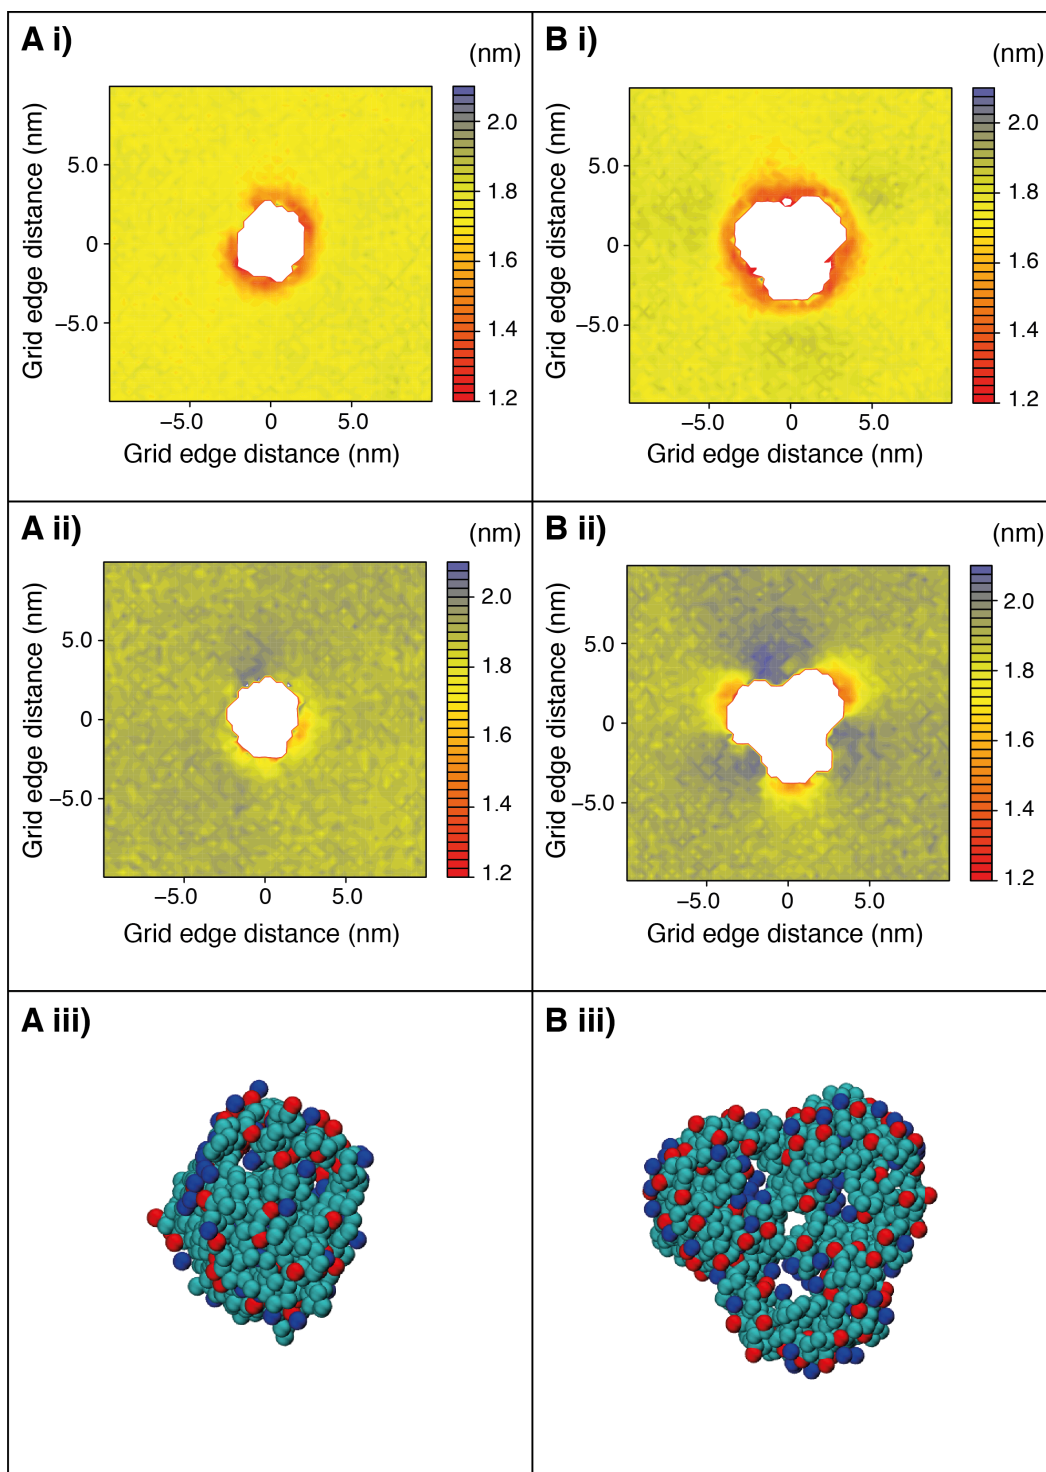 A i)
(nm)
Grid edge distance (nm)
5.0
0
−5.0
−5.0 0 5.0
Grid edge distance (nm)
2.0
1.8
1.6
1.4
1.2
B i)
(nm)
Grid edge distance (nm)
5.0
0
−5.0
−5.0 0 5.0
Grid edge distance (nm)
2.0
1.8
1.6
1.4
1.2
A ii)
(nm)
Grid edge distance (nm)
5.0
0
−5.0
−5.0 0 5.0
Grid edge distance (nm)
2.0
1.8
1.6
1.4
1.2
B ii)
(nm)
Grid edge distance (nm)
5.0
0
−5.0
−5.0 0 5.0
Grid edge distance (nm)
2.0
1.8
1.6
1.4
1.2
A iii)
B iii)